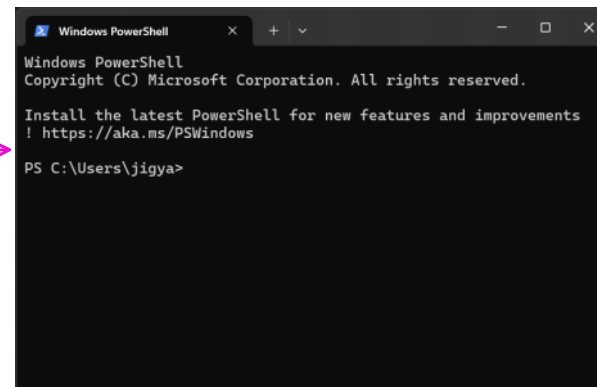 Windows PowerShell
Windows PowerShell
Copyright (C) Microsoft Corporation. All rights reserved.
Install the latest PowerShell for new features and improvements
! https://aka.ms/PSWindows
PS C:\Users\jigya>